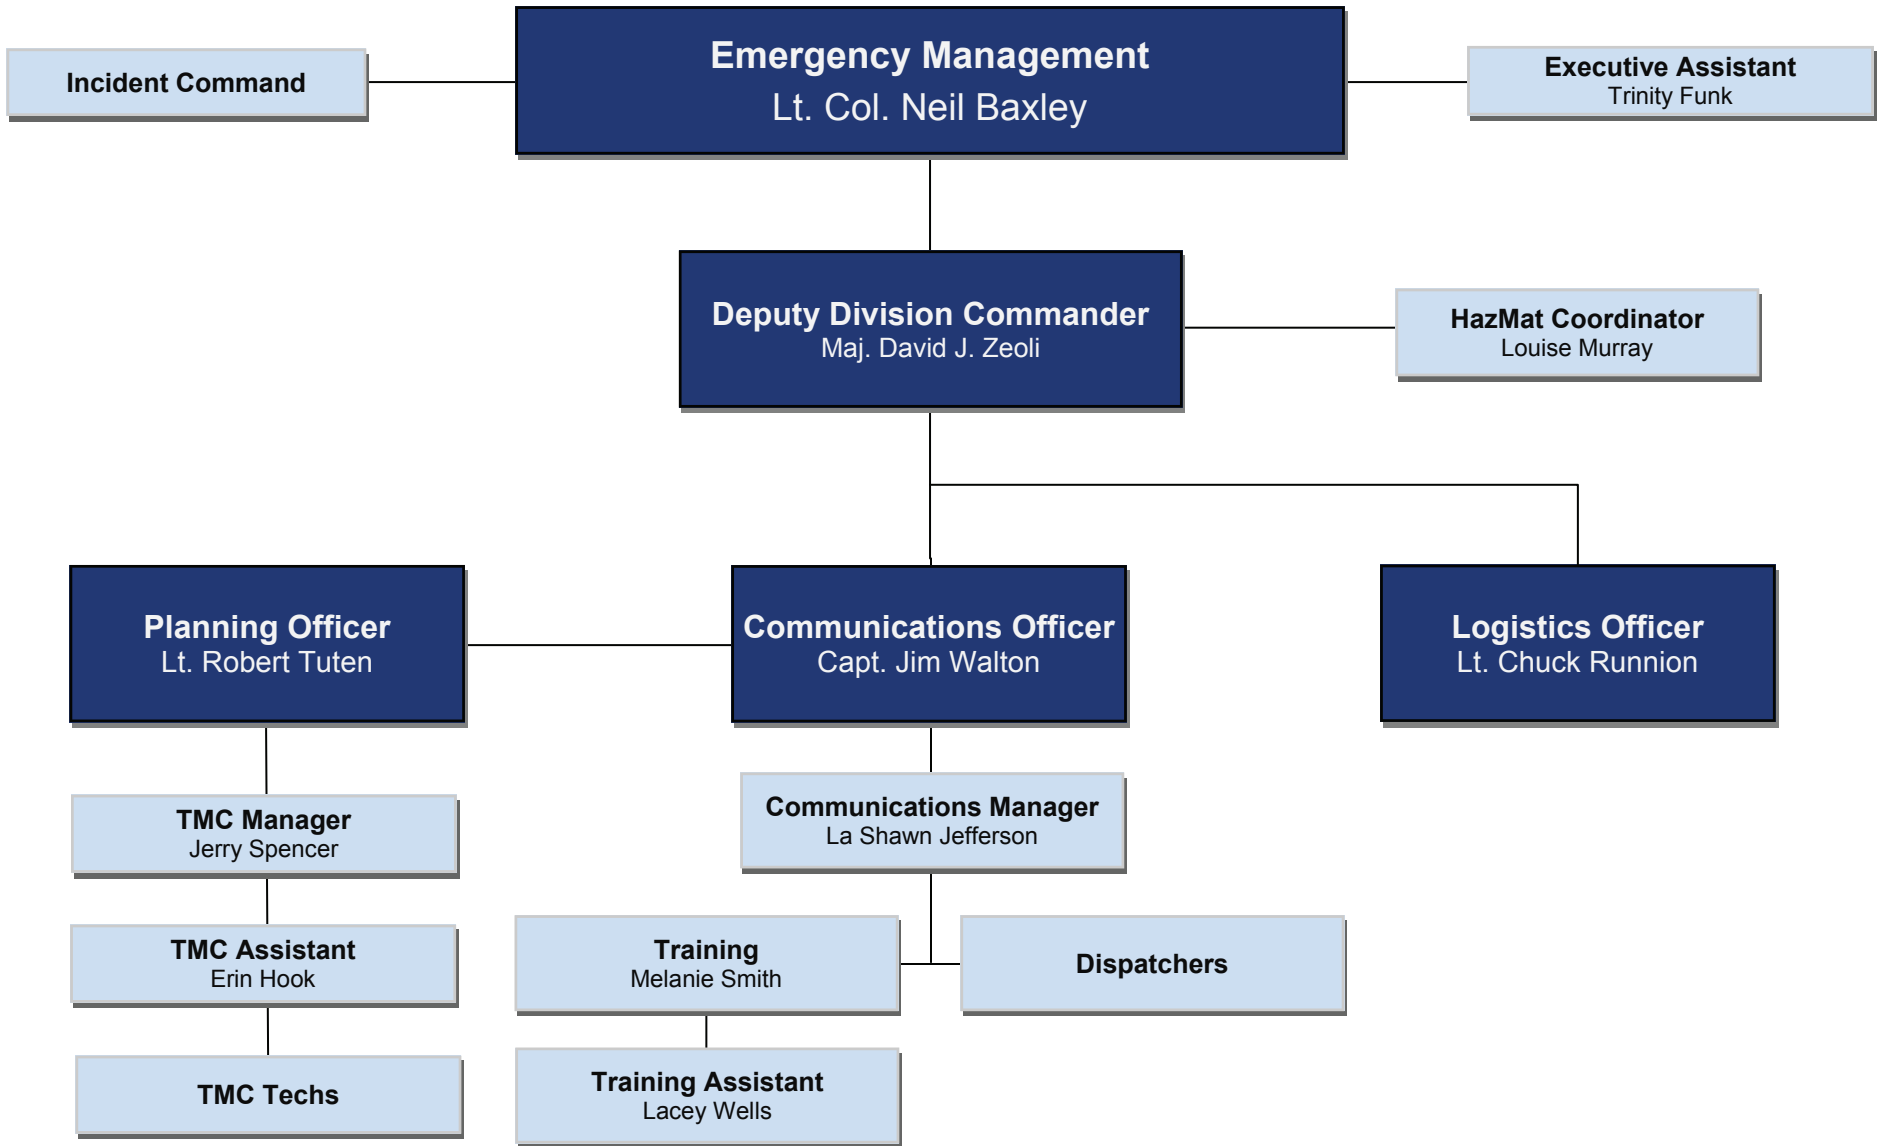 Emergency Management
Lt. Col. Neil Baxley
Incident Command
Executive Assistant
Trinity Funk
Deputy Division Commander
Maj. David J. Zeoli
HazMat Coordinator
Louise Murray
Planning Officer
Lt. Robert Tuten
Communications Officer
Capt. Jim Walton
Logistics Officer
Lt. Chuck Runnion
TMC Manager
Jerry Spencer
Communications Manager
La Shawn Jefferson
TMC Assistant
Erin Hook
Training
Melanie Smith
Dispatchers
TMC Techs
Training Assistant
Lacey Wells